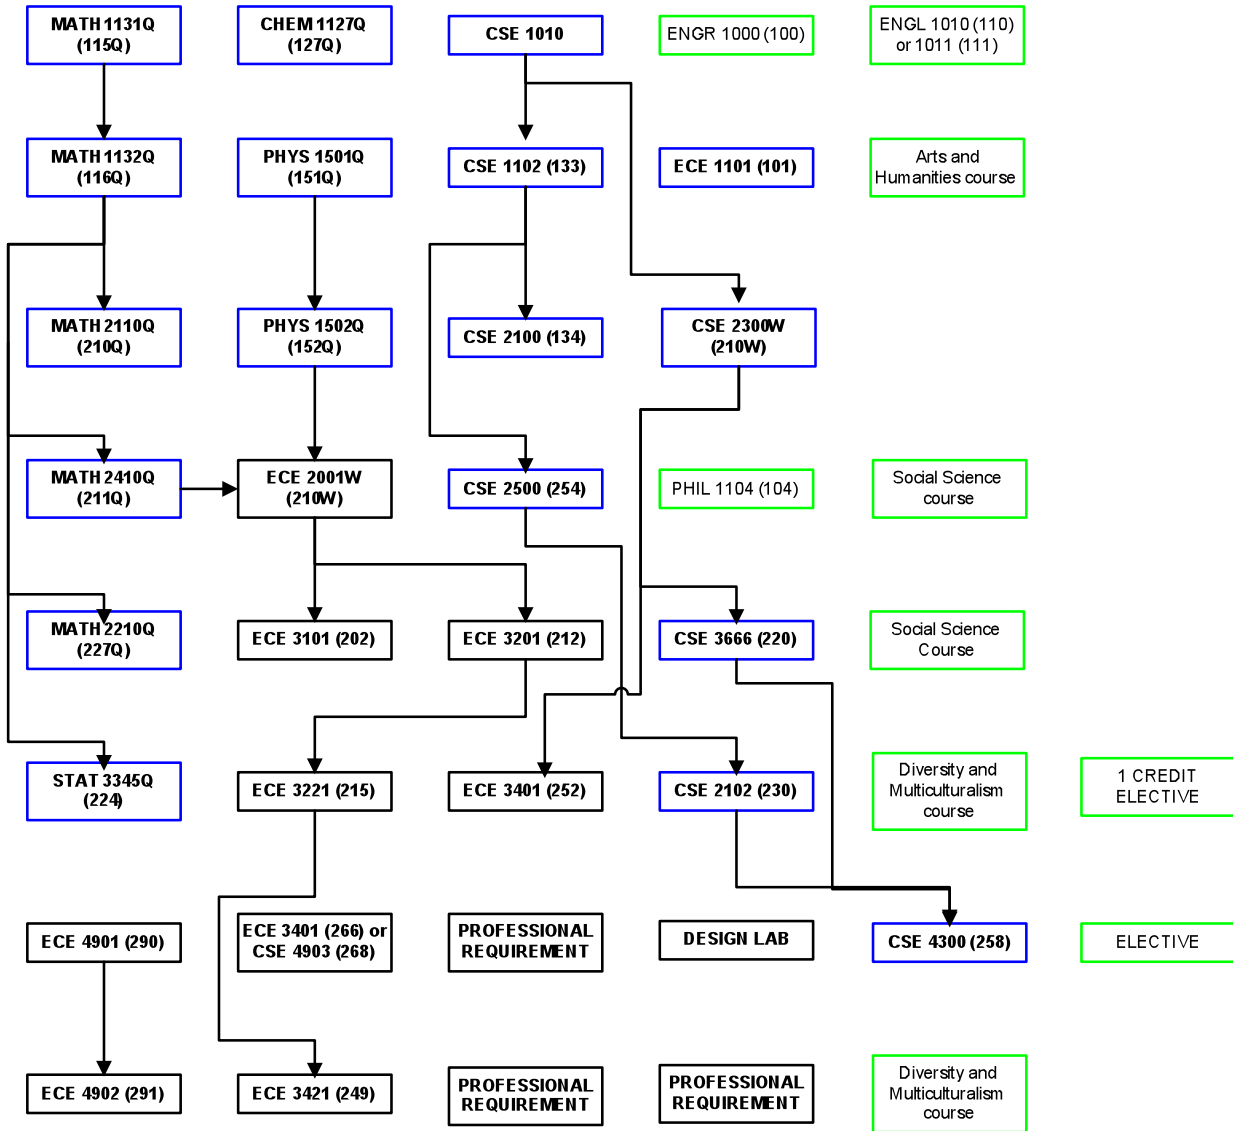 MATH 1131Q
(115Q)
CHEM 1127Q
(127Q)
CSE 1010
ENGR 1000 (100)
ENGL 1010 (110)
or 1011 (111)
MATH 1132Q
(116Q)
PHYS 1501Q
(151Q)
CSE 1102 (133)
ECE 1101 (101)
Arts and
Humanities course
MATH 2110Q
(210Q)
PHYS 1502Q
(152Q)
CSE 2100 (134)
CSE 2300W
(210W)
MATH 2410Q
(211Q)
ECE 2001W
(210W)
CSE 2500 (254)
PHIL 1104 (104)
Social Science
course
MATH 2210Q
(227Q)
ECE 3101 (202)
ECE 3201 (212)
CSE 3666 (220)
Social Science
Course
STAT 3345Q
(224)
ECE 3221 (215)
ECE 3401 (252)
CSE 2102 (230)
Diversity and
Multiculturalism
course
1 CREDIT
ELECTIVE
ECE 4901 (290)
ECE 3401 (266) or
CSE 4903 (268)
PROFESSIONAL
REQUIREMENT
DESIGN LAB
CSE 4300 (258)
ELECTIVE
ECE 4902 (291)
ECE 3421 (249)
PROFESSIONAL
REQUIREMENT
PROFESSIONAL
REQUIREMENT
Diversity and
Multiculturalism
course